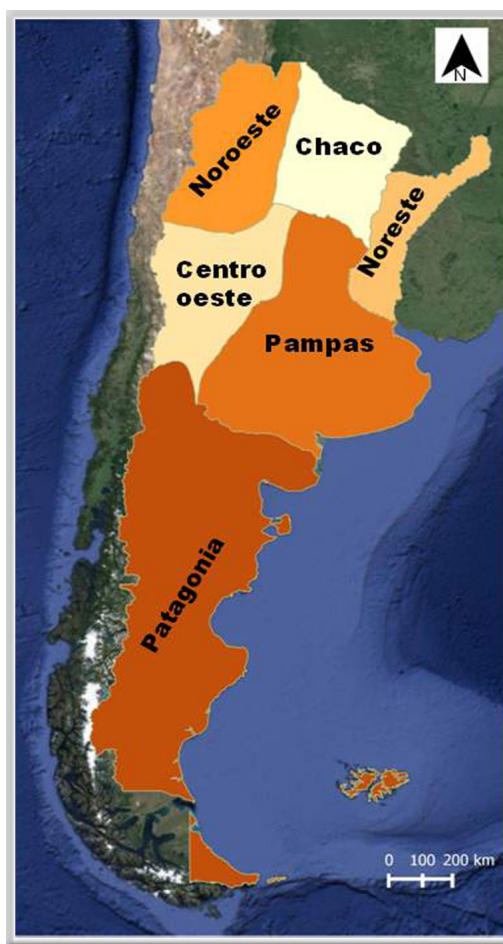 N
Noroeste
Chaco
Noreste
Centro
oeste
Pampas
Patagonia
0 100 200 km